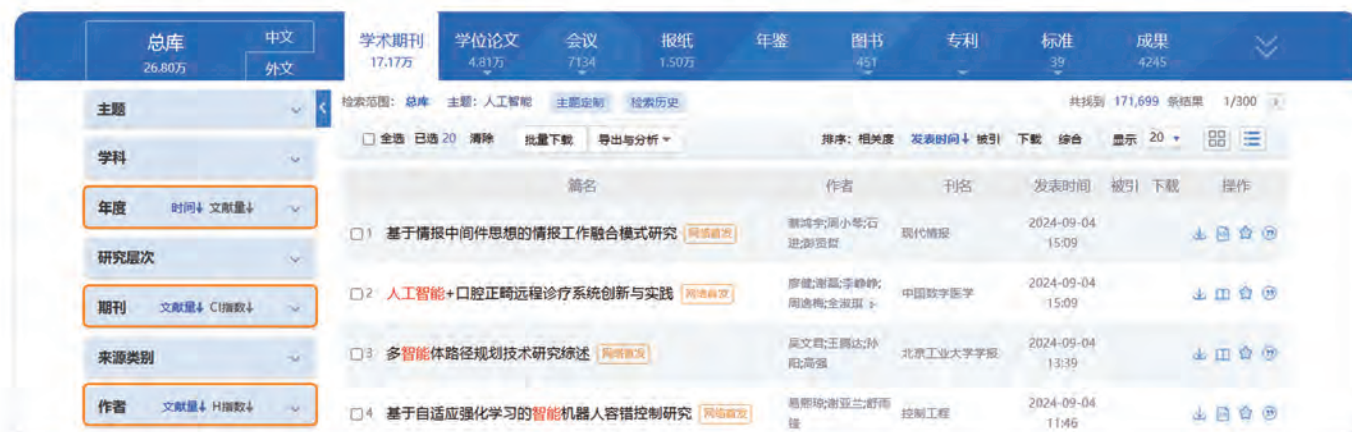 总库 中文 学术期刊 学位论文 会议 报纸 年鉴 图书 专利 标准 成果
26.80万 外文 17.17万 4.81万 7134 1.50万 451 39 4245
检索范围：总库 主题：人工智能 主题定制 检索历史 共找到 171,699 条结果 1/300
主题
全选 已选 20 清除 批量下载 导出与分析 排序：相关度 发表时间↓ 被引 下载 综合 显示 20
学科
篇名 作者 刊名 发表时间 被引 下载 操作
年度 时间↓ 文献量↓
1 基于情报中间件思想的情报工作融合模式研究 网络首发 现代情报 2024-09-04
15:09
研究层次
2 人工智能+口腔正畸远程诊疗系统创新与实践 网络首发 中国数字医学 2024-09-04
15:09
期刊 文献量↓ CI指数↓
来源类别
3 多智能体路径规划技术研究综述 网络首发 吴文君;王腾达;孙 北京工业大学学报 2024-09-04
阳;高强 13:39
作者 文献量↓ H指数↓
4 基于自适应强化学习的智能机器人容错控制研究 网络首发 控制工程 2024-09-04
11:46